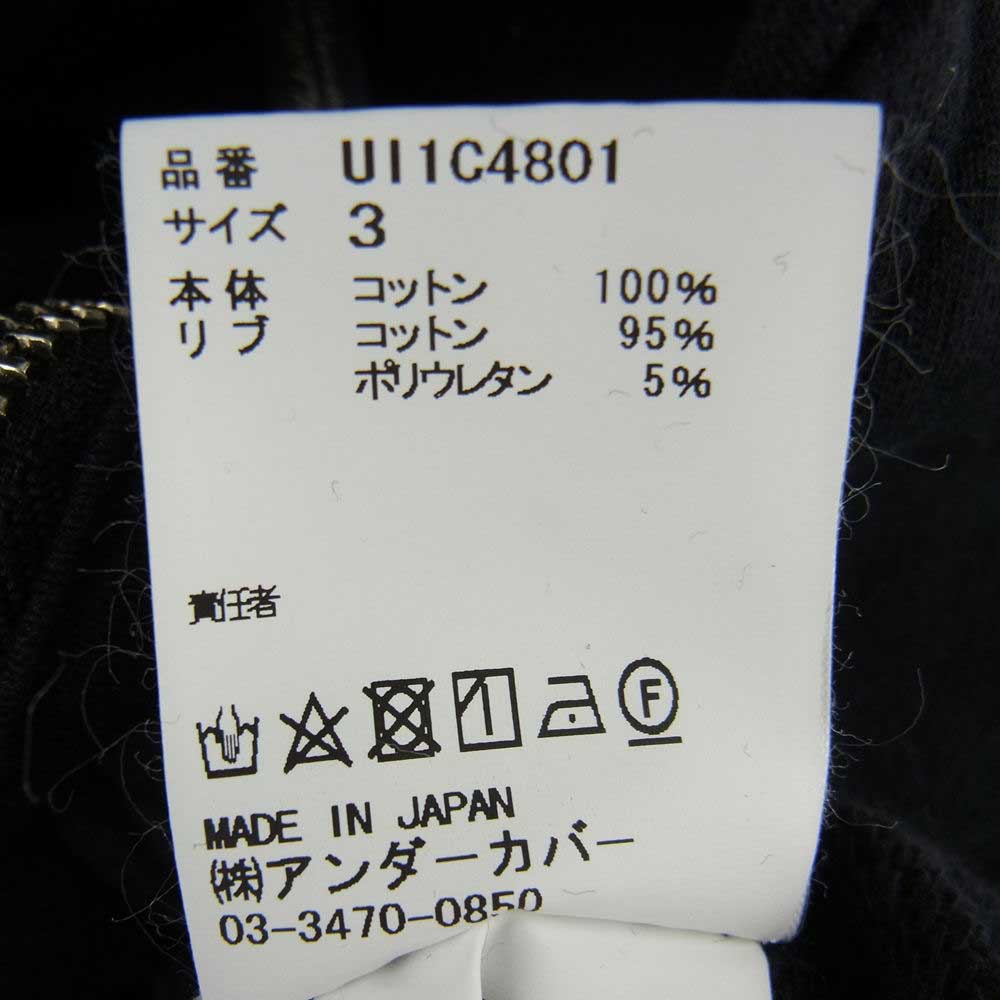 品番 UI1C4801
サイズ 3
本体 コットン 100%
リブ コットン 95%
ポリウレタン 5%
責任者
F
MADE IN JAPAN
㈱アンダーカバー
03-3470-0850